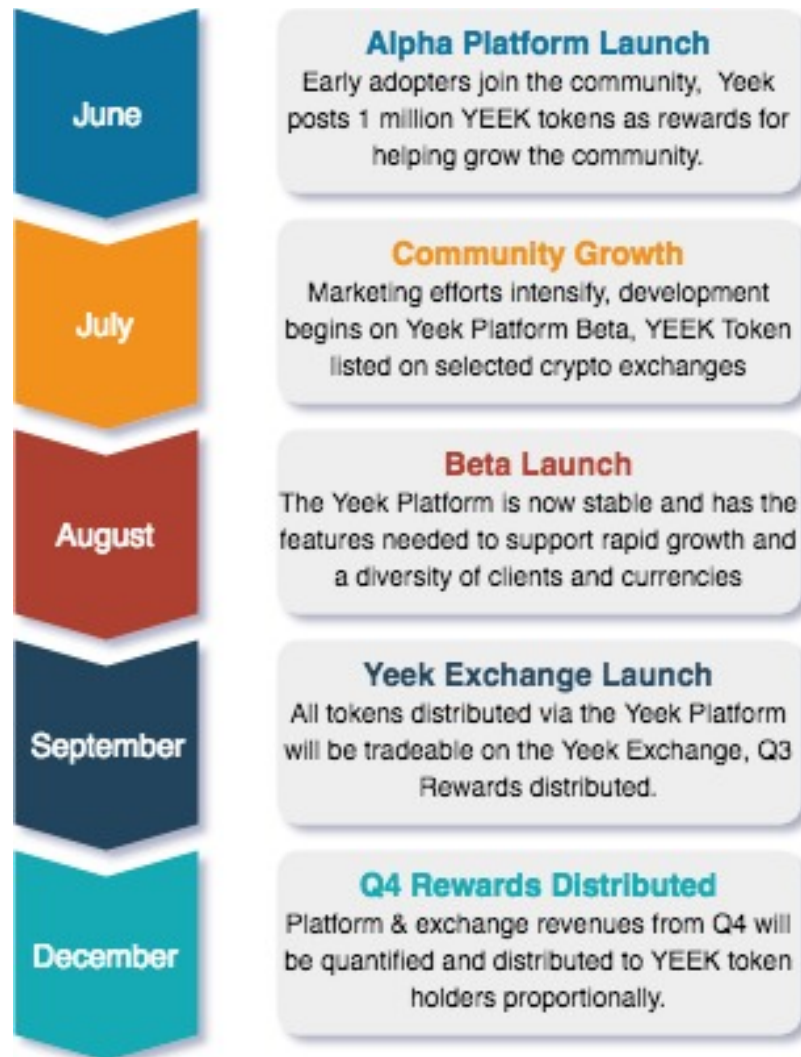 June
Alpha Platform Launch
Early adopters join the community, Yeek
posts 1 million YEEK tokens as rewards for
helping grow the community.
July
Community Growth
Marketing efforts intensify, development
begins on Yeek Platform Beta, YEEK Token
listed on selected crypto exchanges
August
Beta Launch
The Yeek Platform is now stable and has the
features needed to support rapid growth and
a diversity of clients and currencies
September
Yeek Exchange Launch
All tokens distributed via the Yeek Platform
will be tradeable on the Yeek Exchange, Q3
Rewards distributed.
December
Q4 Rewards Distributed
Platform & exchange revenues from Q4 will
be quantified and distributed to YEEK token
holders proportionally.